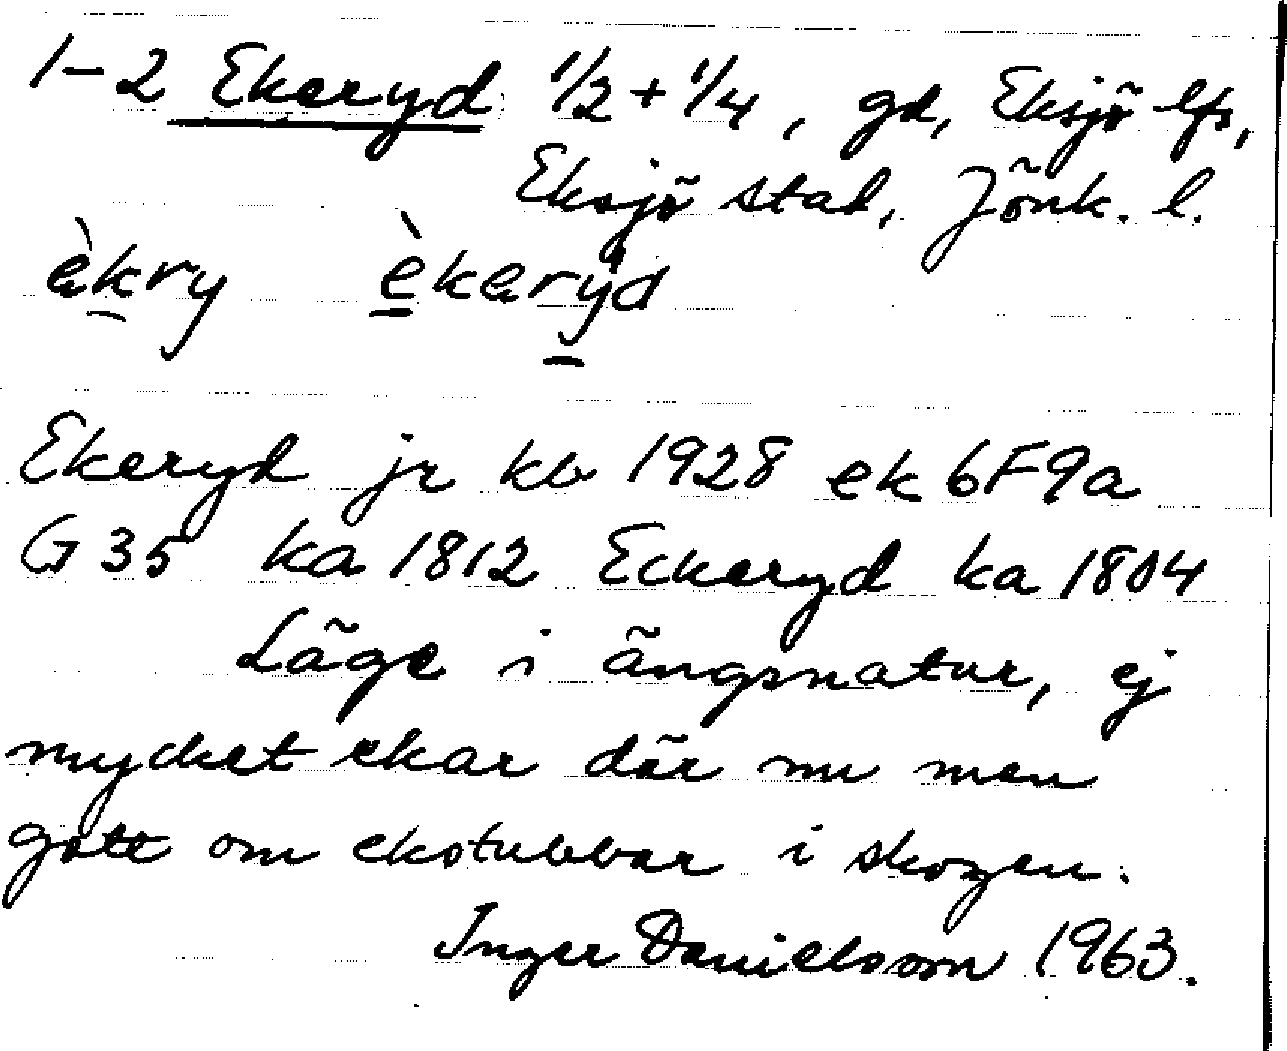 1-2 Ekeryd 1/2 + 1/4, gd, Eksjö lfs,
Eksjö stad, Jönk. l.
èkry èkeryd
Ekeryd jr kb 1928 ek 6F9a
G 35 ka 1812 Eckeryd ka 1804
Läge i ängsnatur, ej
mycket ekar där nu men
gott om ekstubbar i skogen.
Inger Danielsson 1963.